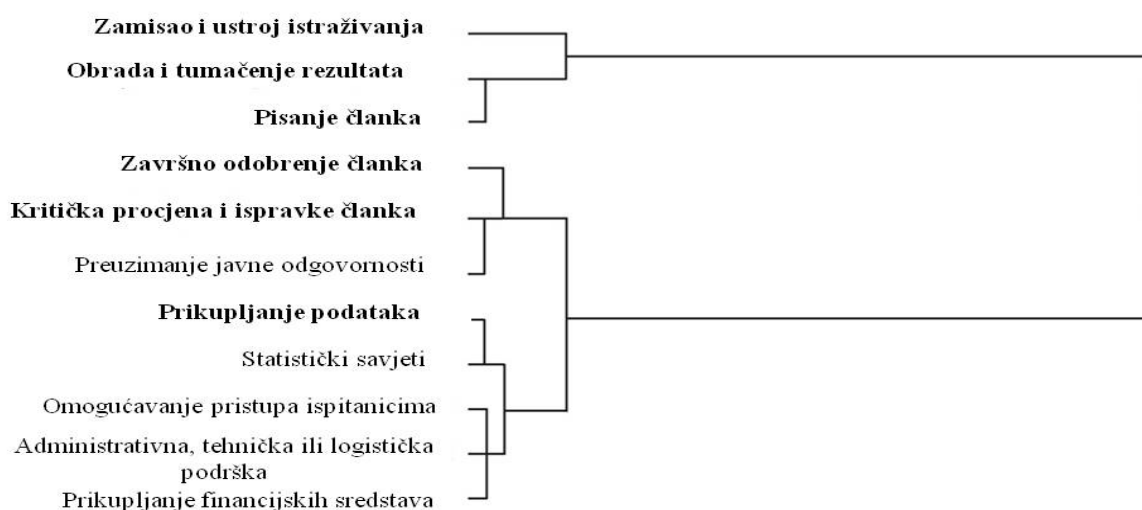 Zamisao i ustroj istraživanja
Obrada i tumačenje rezultata
Pisanje članka
Završno odobrenje članka
Kritička procjena i ispravke članka
Preuzimanje javne odgovornosti
Prikupljanje podataka
Statistički savjeti
Omogućavanje pristupa ispitanicima
Administrativna, tehnička ili logistička
podrška
Prikupljanje financijskih sredstava